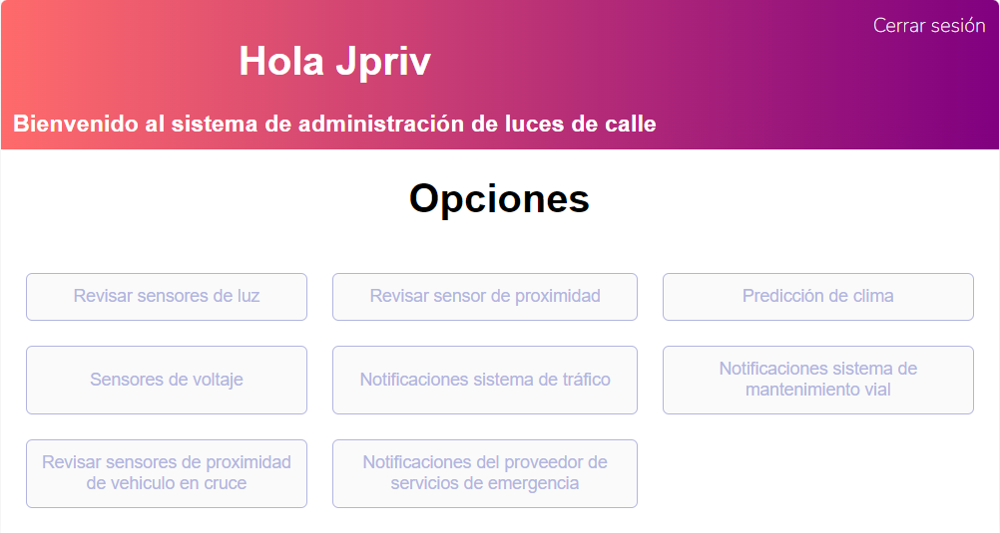 Cerrar sesión
Hola Jpriv
Bienvenido al sistema de administración de luces de calle
Opciones
Revisar sensores de luz
Revisar sensor de proximidad
Predicción de clima
Sensores de voltaje
Notificaciones sistema de tráfico
Notificaciones sistema de
mantenimiento vial
Revisar sensores de proximidad
de vehiculo en cruce
Notificaciones del proveedor de
servicios de emergencia